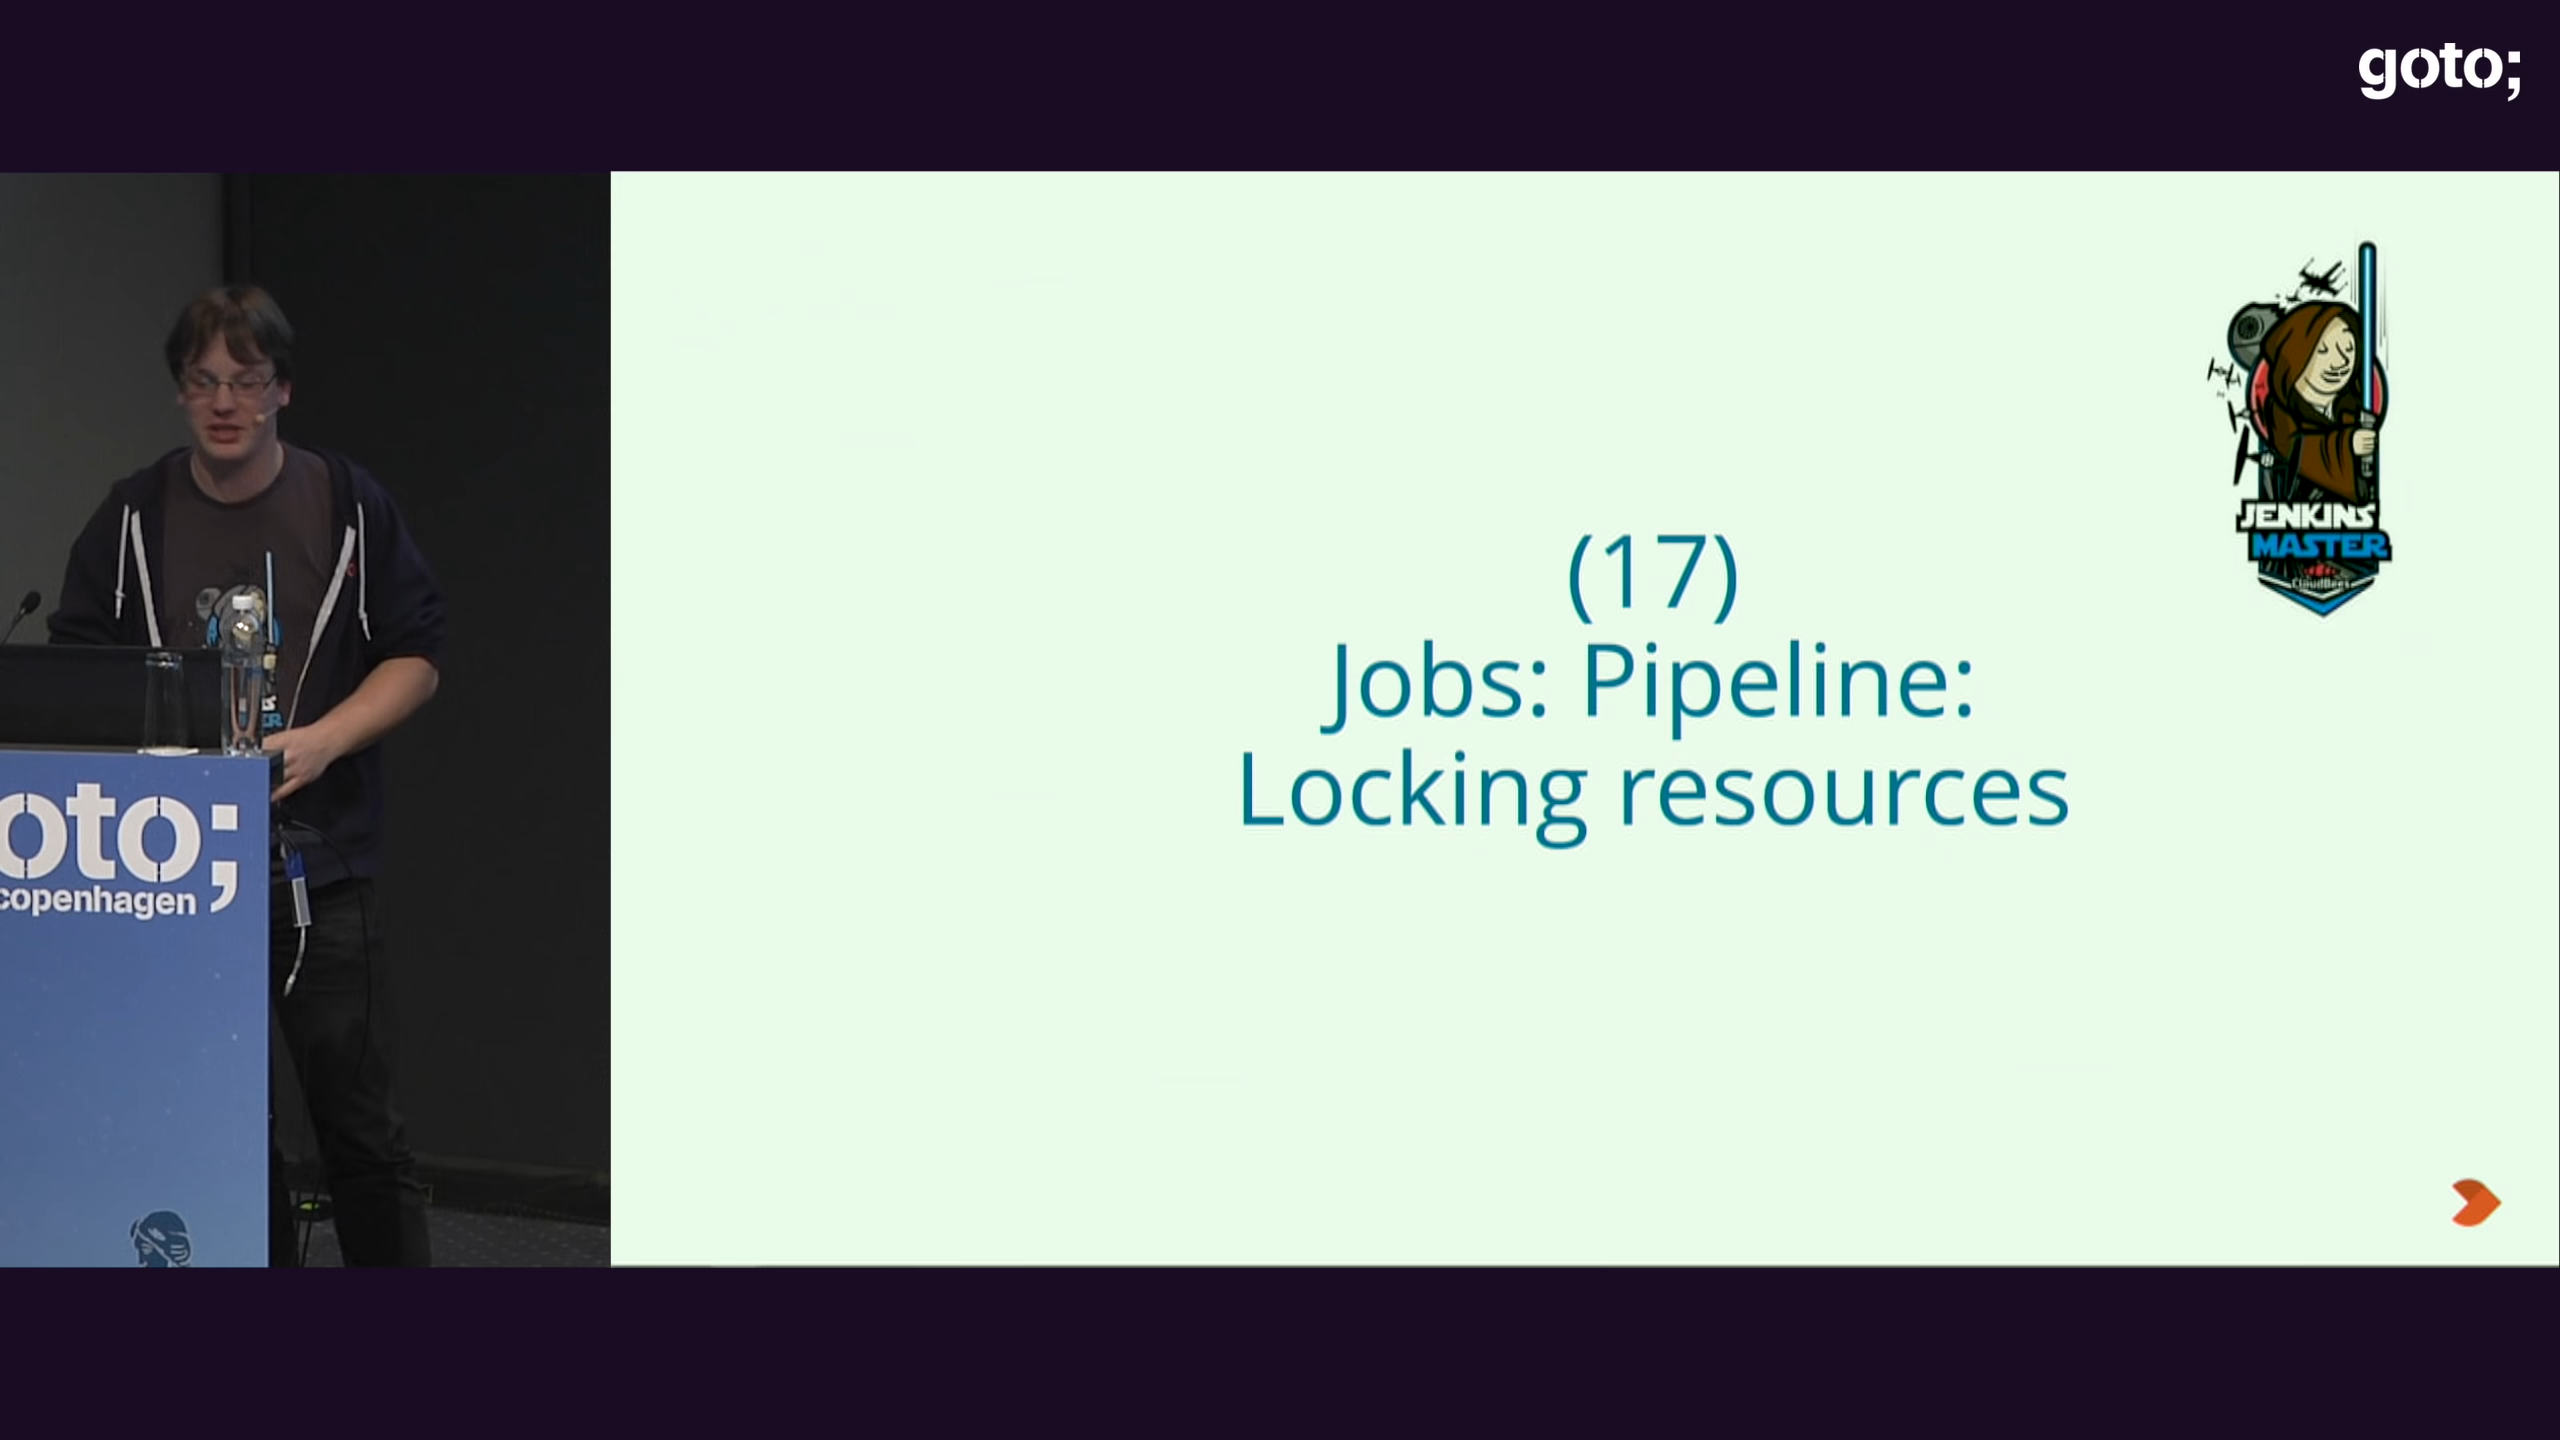 goto;
(17)
Jobs: Pipeline:
Locking resources
JENKINS
MASTER
CloudBees
oto;
copenhagen